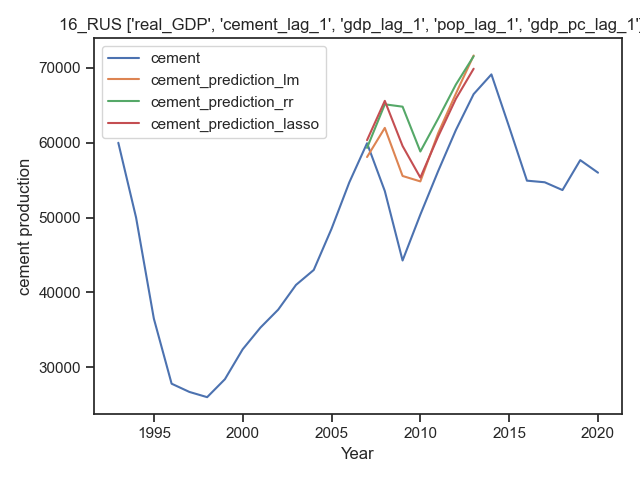 16_RUS ['real_GDP', 'cement_lag_1', 'gdp_lag_1', 'pop_lag_1', 'gdp_pc_lag_1']
cement
cement_prediction_lm
cement_prediction_rr
cement_prediction_lasso
70000
60000
50000
40000
30000
cement production
1995
2000
2005
2010
2015
2020
Year